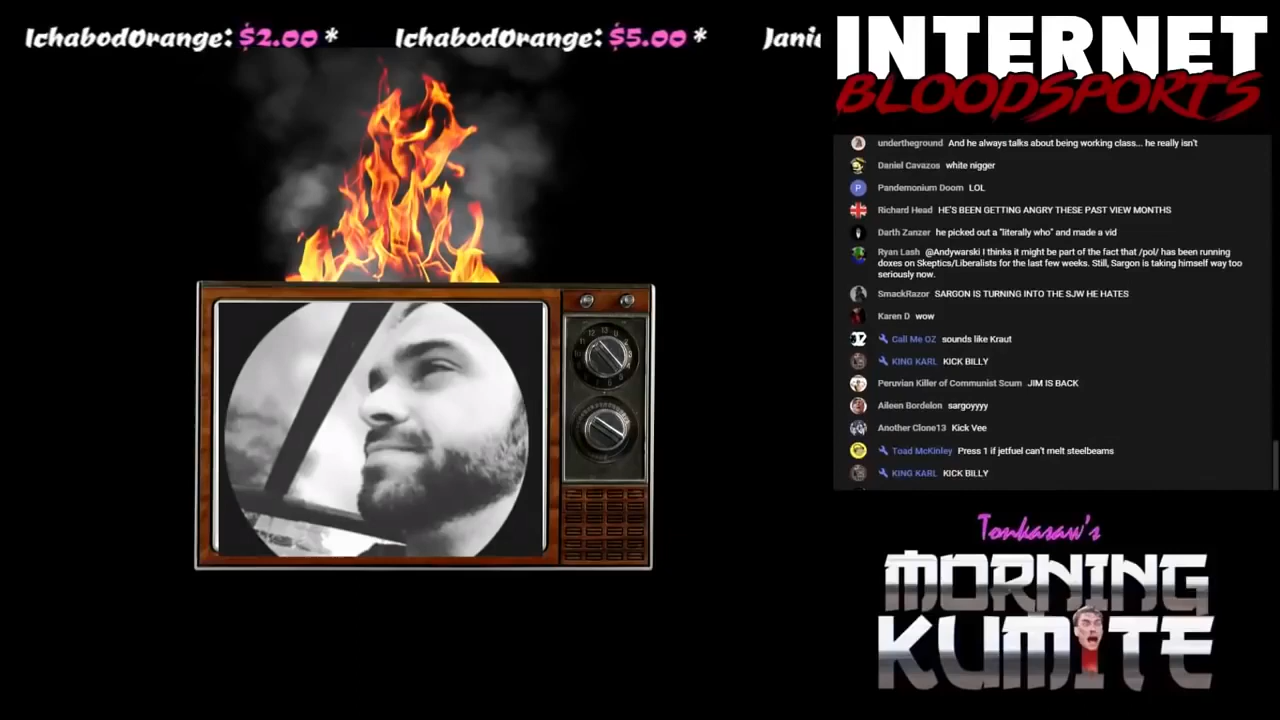 IchabodOrange: $2.00 *
IchabodOrange: $5.00 *
INTERNET
BLOODSPORTS
undertheground And he always talks about being working class... he really isn't
Daniel Cavazos white nigger
P Pandemonium Doom LOL
Richard Head HE'S BEEN GETTING ANGRY THESE PAST VIEW MONTHS
Darth Zanzer he picked out a "literally who" and made a vid
Ryan Lash @Andywarski I thinks it might be part of the fact that /pol/ has been running
doxes on Skeptics/Liberalists for the last few weeks. Still, Sargon is taking himself way too
seriously now.
SmackRazor SARGON IS TURNING INTO THE SJW HE HATES
Karen D wow
Call Me OZ sounds like Kraut
KING KARL KICK BILLY
Peruvian Killer of Communist Scum JIM IS BACK
Aileen Bordelon sargoyyyy
Another Clone13 Kick Vee
Toad McKinley Press 1 if jetfuel can't melt steelbeams
KING KARL KICK BILLY
Tonkasaw's
MORNING
KUMITE